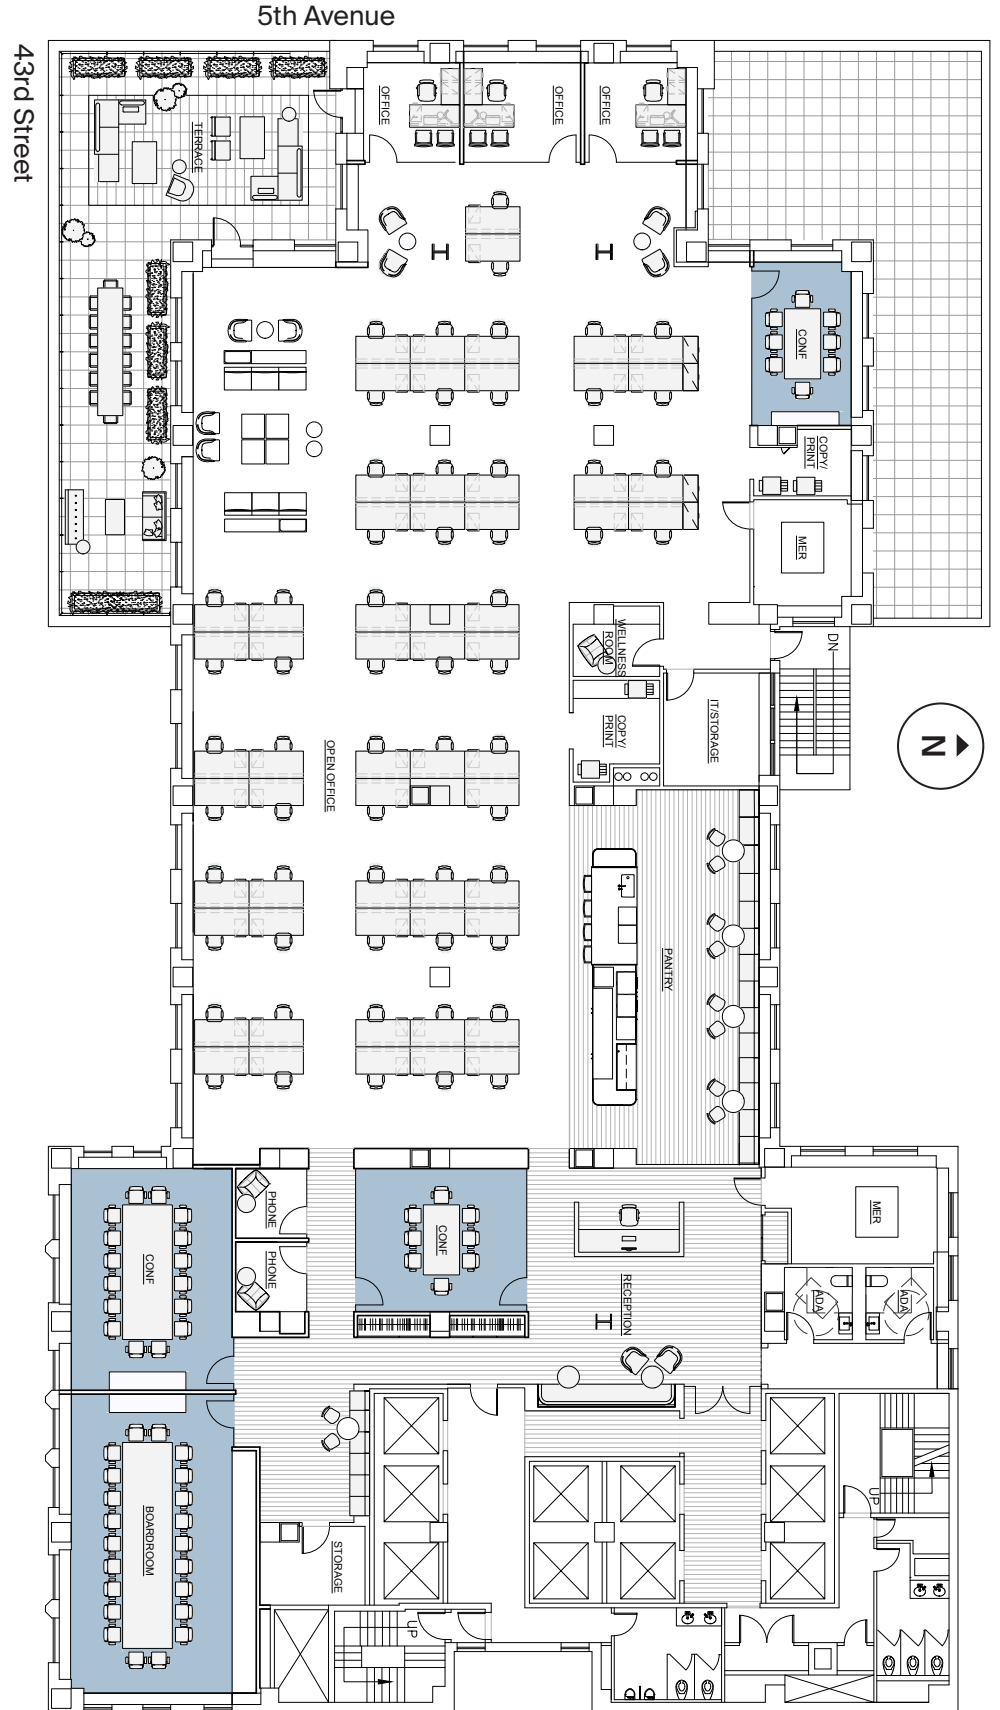 5th Avenue
43rd Street
OFFICE
OFFICE
OFFICE
TERRACE
CONF
COPY/
PRINT
MER
WELLNESS
ROOM
DN
COPY/
PRINT
IT/STORAGE
N
OPEN OFFICE
PANTRY
PHONE
PHONE
CONF
CONF
MER
ADA
ADA
RECEPTION
UP
BOARDROOM
STORAGE
UP